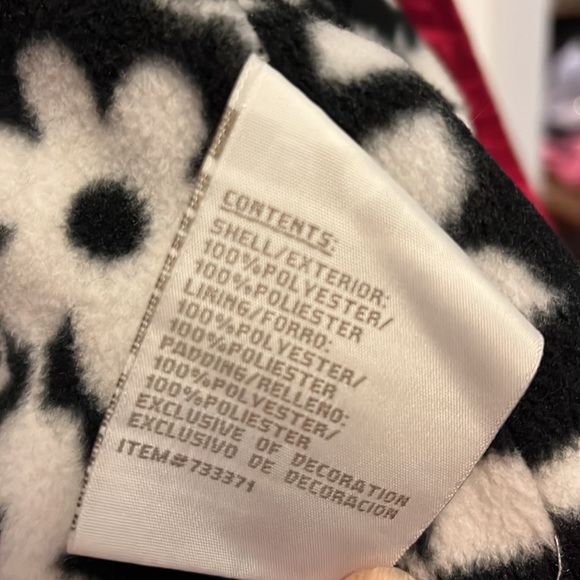 CONTENTS:
SHELL/EXTERIOR:
100%POLYESTER/
100%POLIESTER
LINING/FORRO:
100%POLYESTER/
100%POLIESTER
PADDING/RELLENO:
100%POLYESTER/
100%POLIESTER
EXCLUSIVE OF DECORATION
EXCLUSIVO DE DECORACION
ITEM#733371